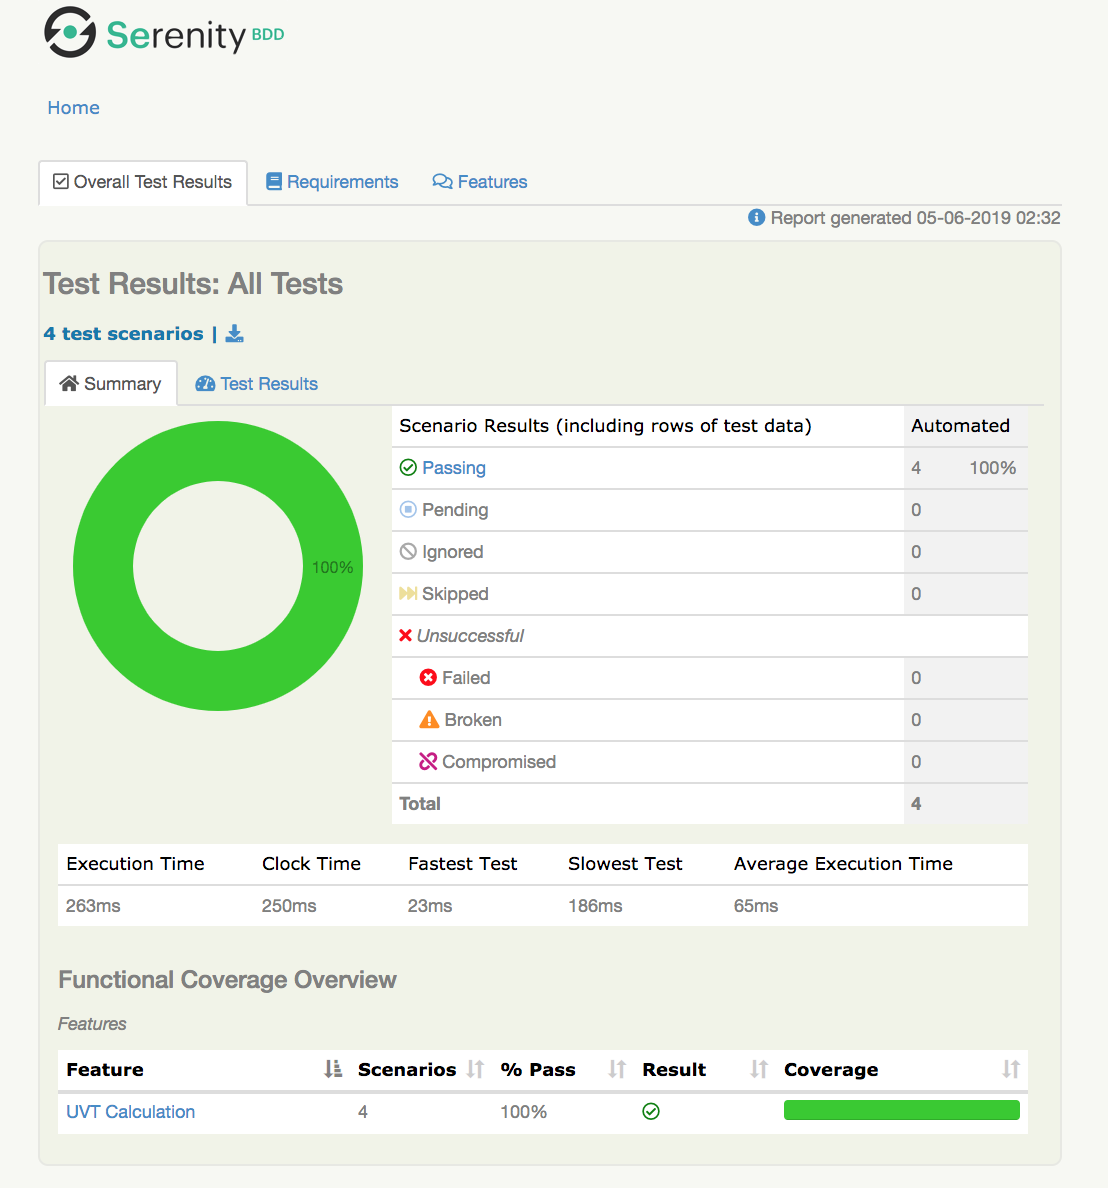 Serenity BDD
Home
Overall Test Results Requirements Features
Report generated 05-06-2019 02:32
Test Results: All Tests
4 test scenarios |
Summary Test Results
Scenario Results (including rows of test data) Automated
Passing 4 100%
Pending 0
Ignored 0
Skipped 0
Unsuccessful
Failed 0
Broken 0
Compromised 0
Total 4
100%
Execution Time Clock Time Fastest Test Slowest Test Average Execution Time
263ms 250ms 23ms 186ms 65ms
Functional Coverage Overview
Features
Feature Scenarios % Pass Result Coverage
UVT Calculation 4 100%